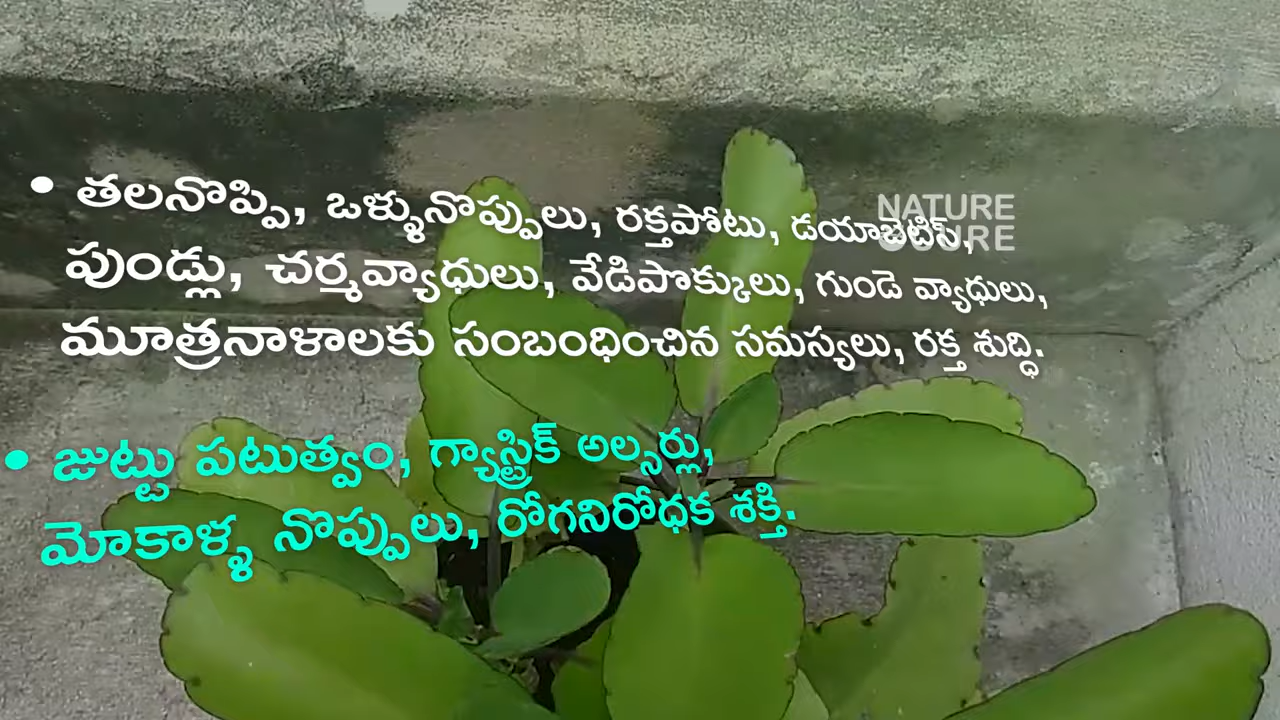 • తలనొప్పి, ఒళ్ళునొప్పులు, రక్తపోటు, డయాబెటిస్,
పుండ్లు, చర్మవ్యాధులు, వేడిపొక్కులు, గుండె వ్యాధులు,
మూత్రనాళాలకు సంబంధించిన సమస్యలు, రక్త శుద్ధి.
NATURE
• జుట్టు పటుత్వం, గ్యాస్ట్రిక్ అల్సర్లు,
మోకాళ్ళ నొప్పులు, రోగనిరోధక శక్తి.